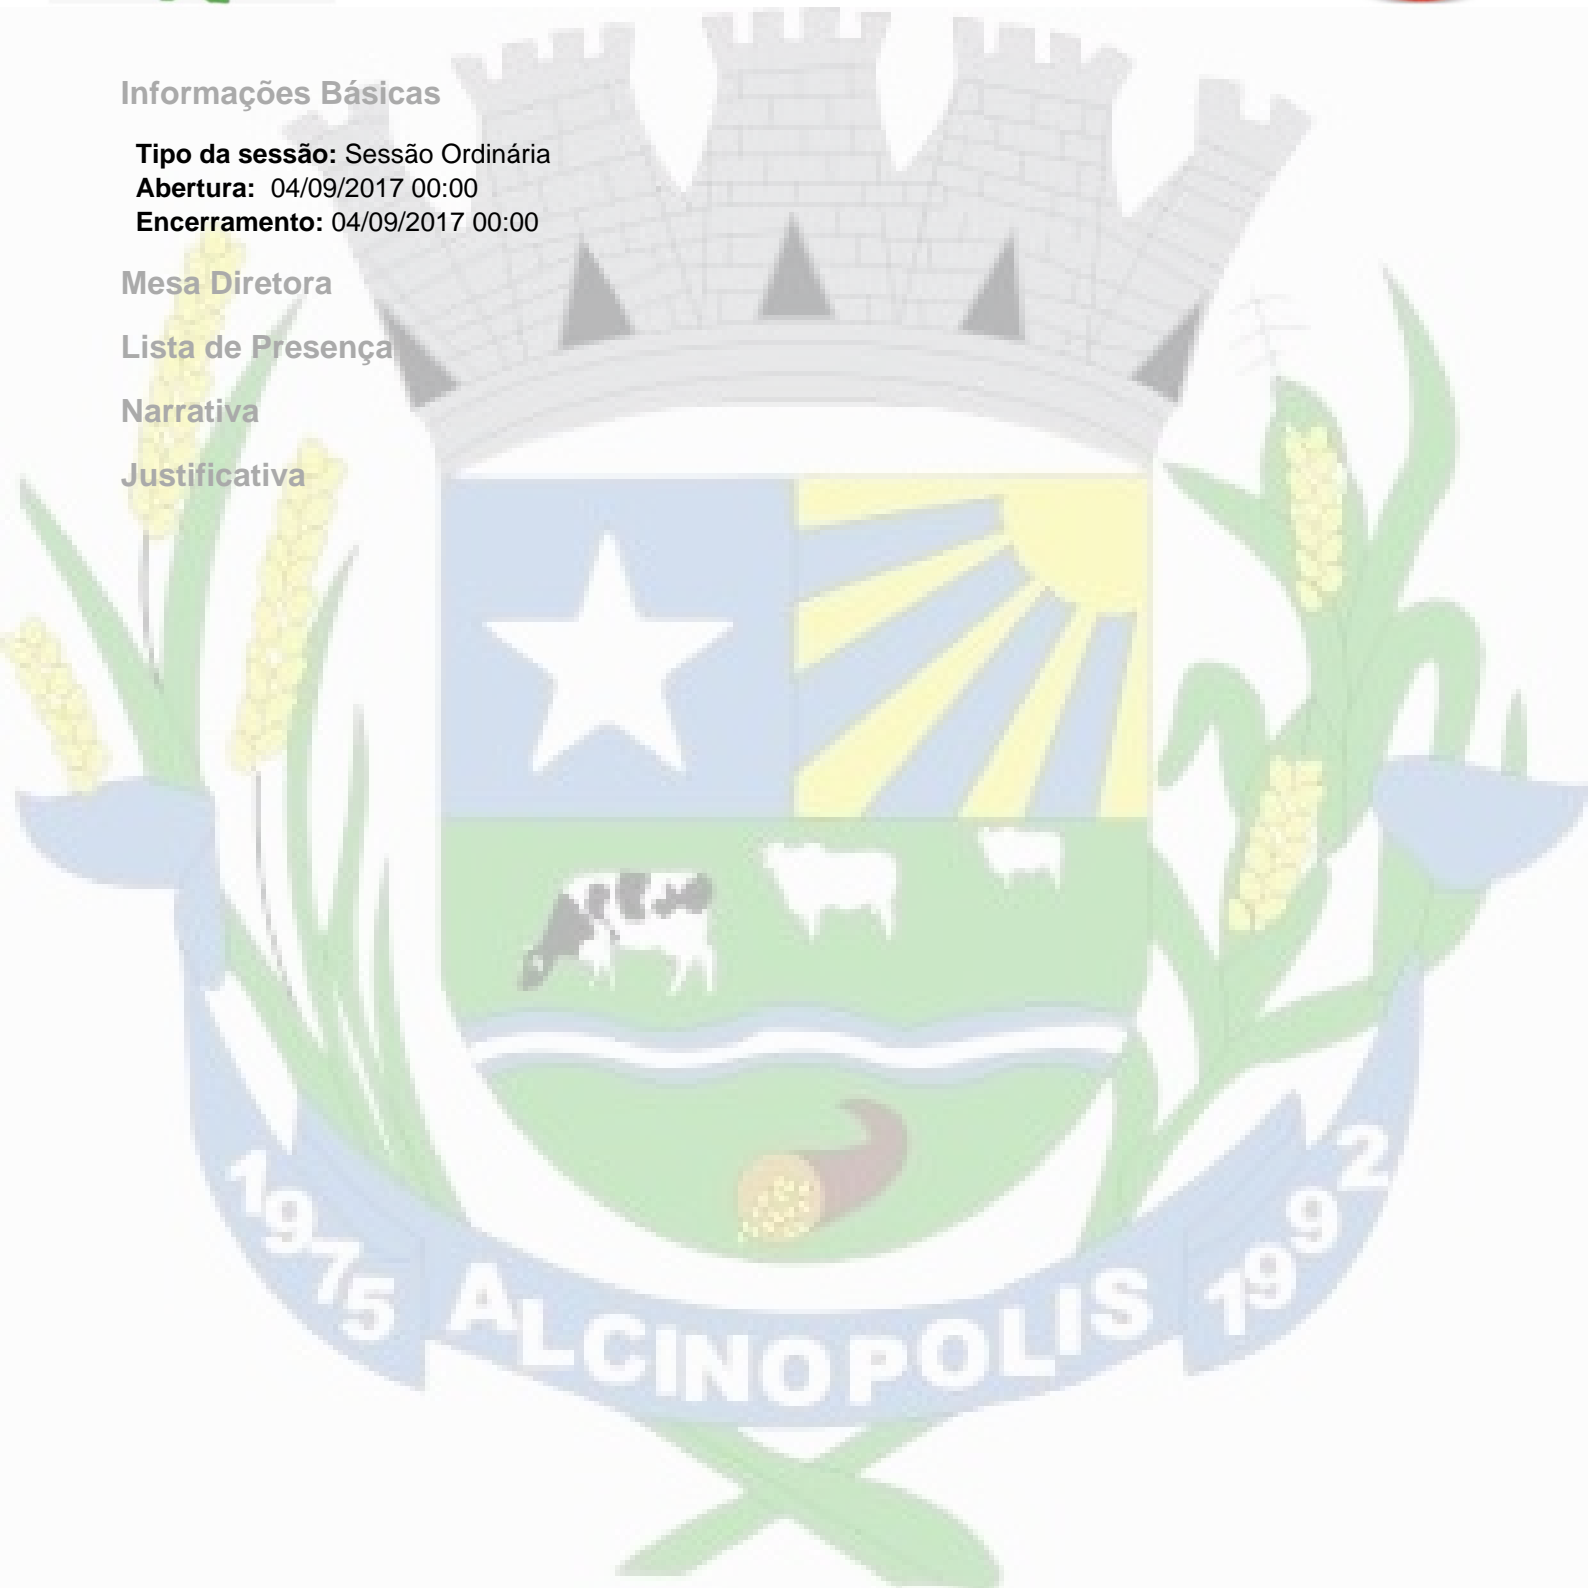 Informações Básicas
Tipo da sessão: Sessão Ordinária
Abertura: 04/09/2017 00:00
Encerramento: 04/09/2017 00:00
Mesa Diretora
Lista de Presença
Narrativa
Justificativa
1975 ALCINOPOLIS 1992